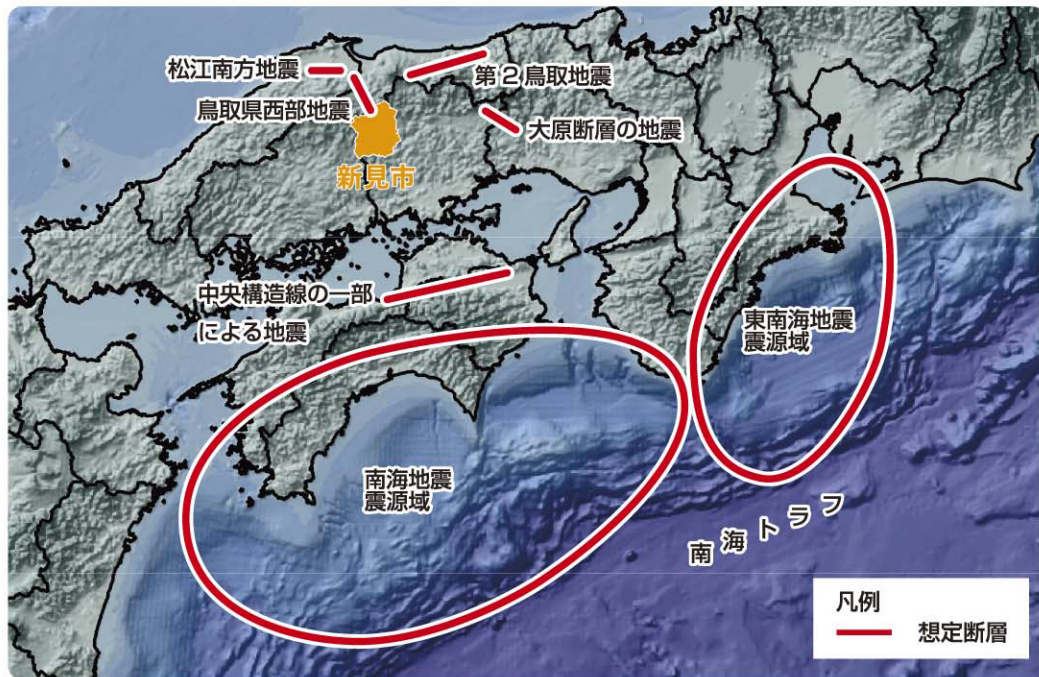 松江南方地震
第2鳥取地震
鳥取県西部地震
大原断層の地震
新見市
中央構造線の一部
による地震
東南海地震
震源域
南海地震
震源域
南海トラフ
凡例
想定断層